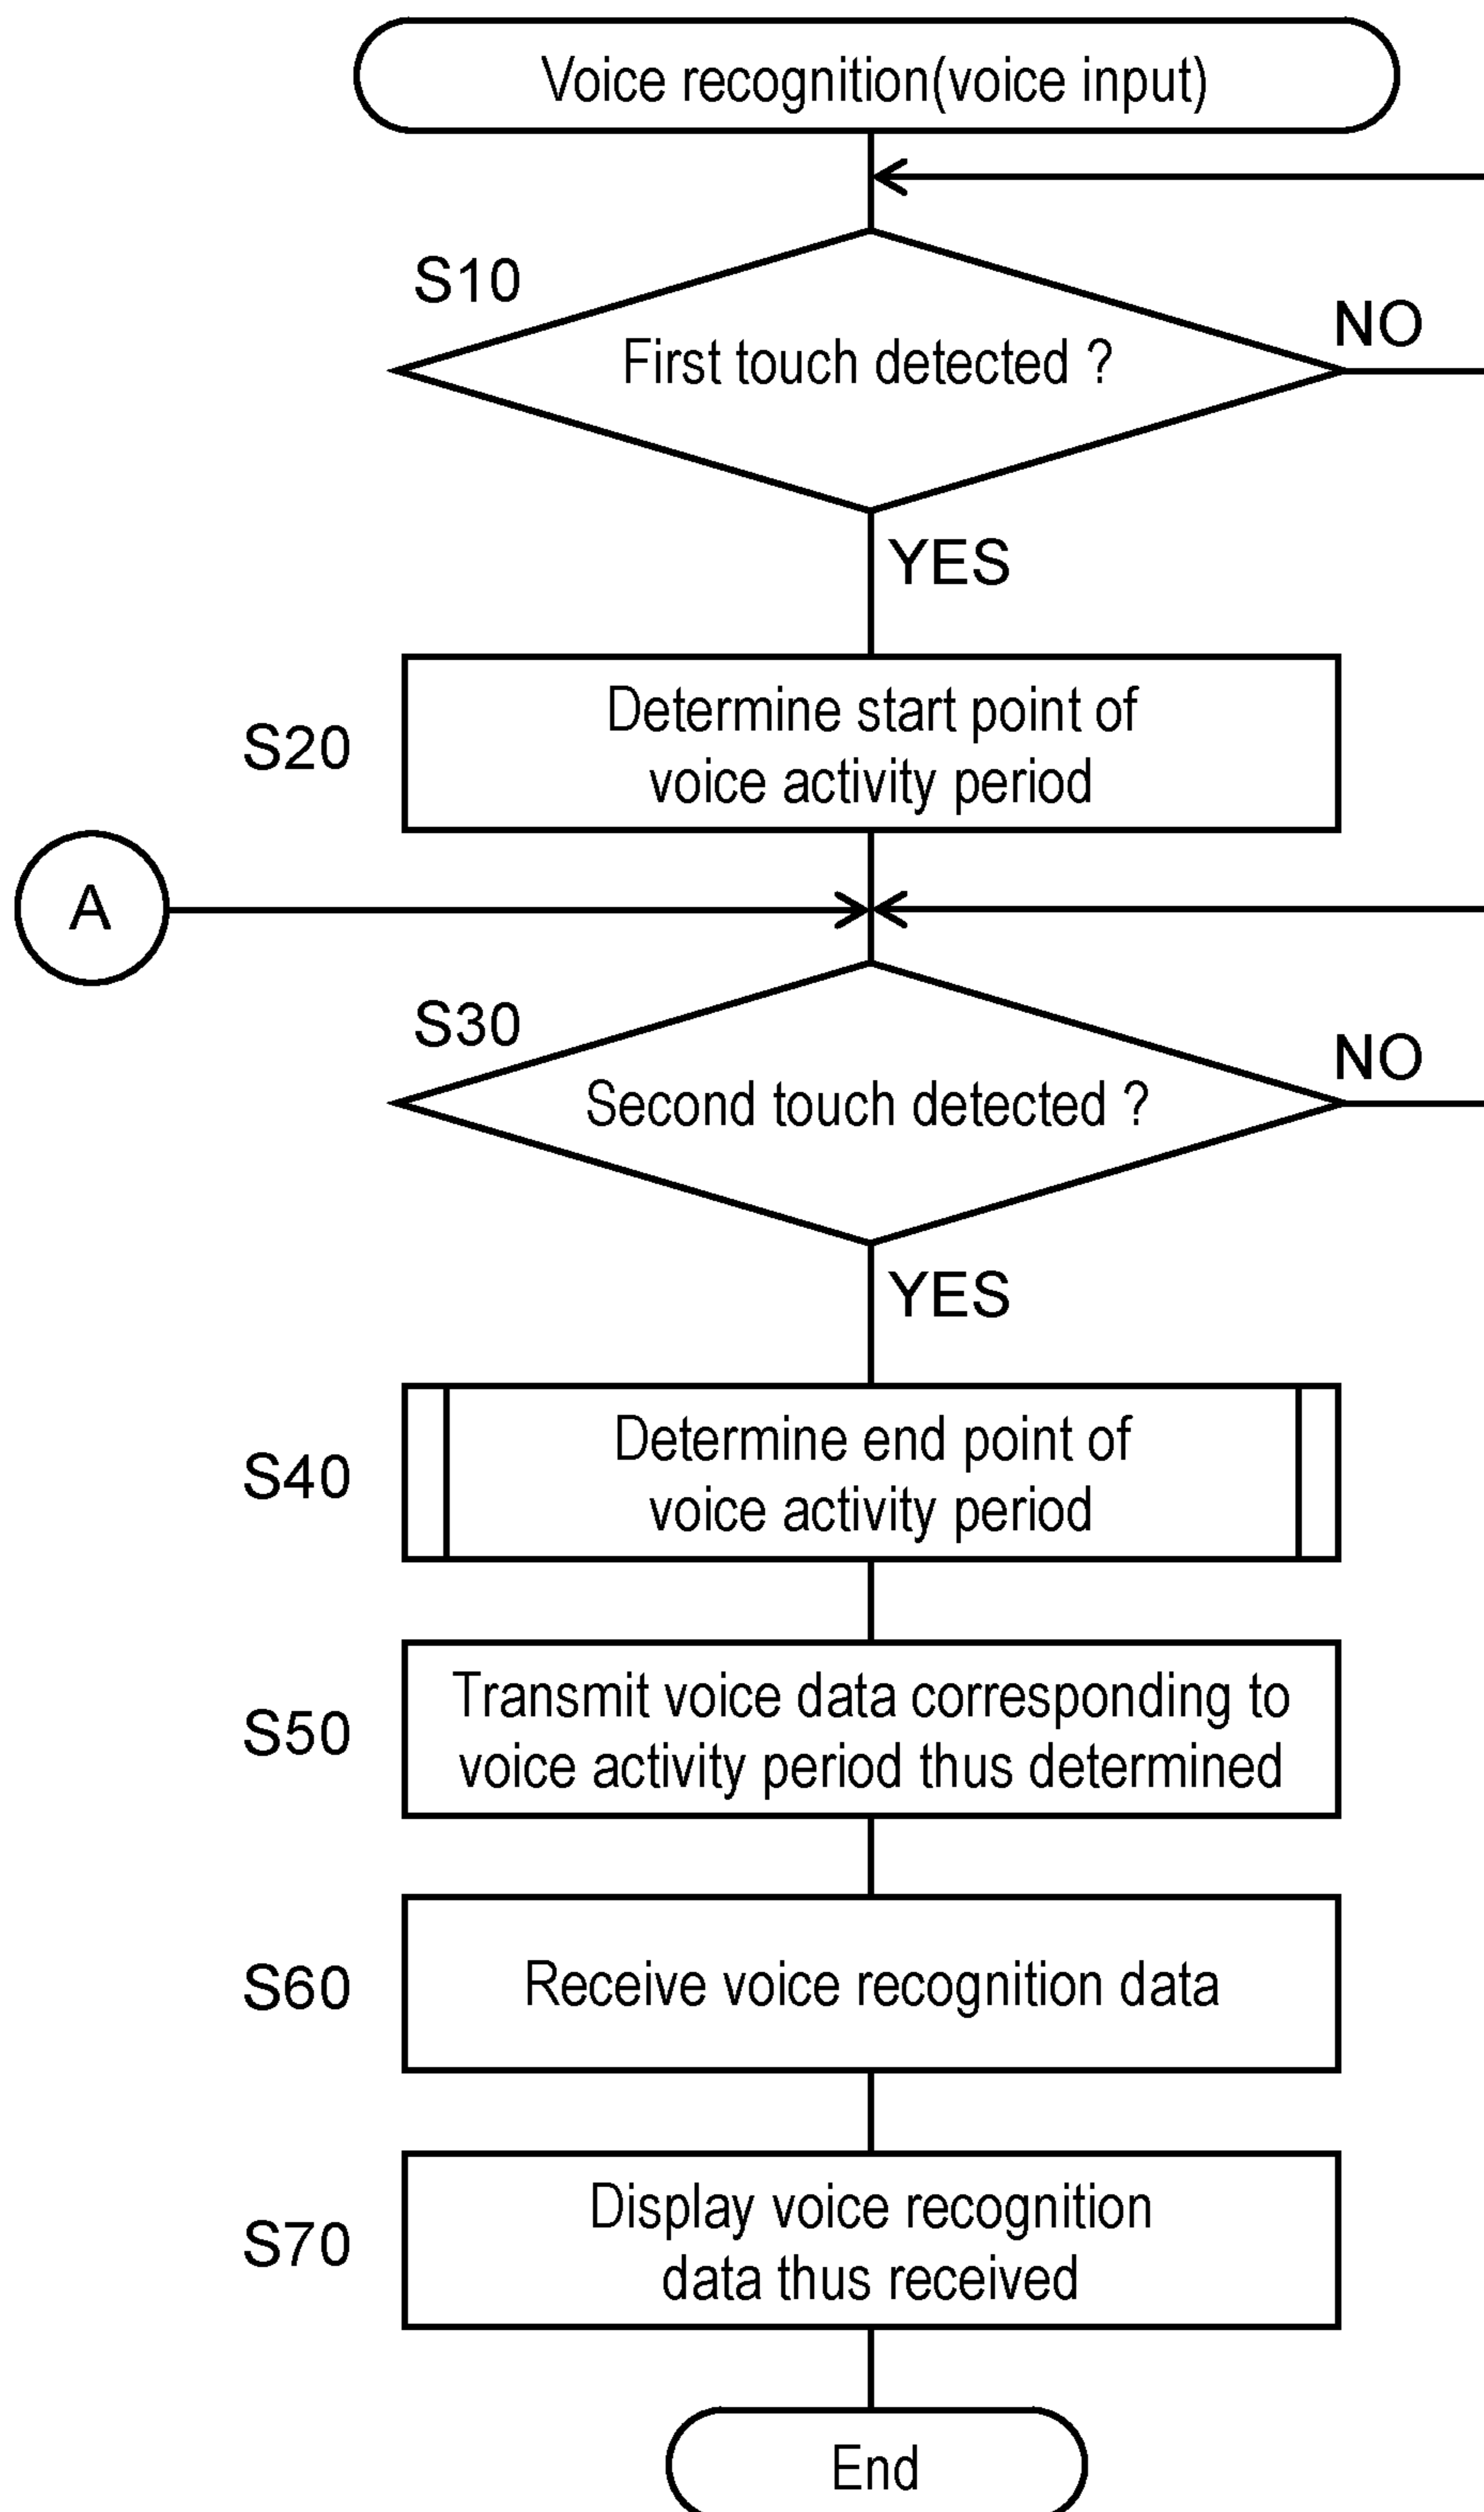 Voice recognition(voice input)
S10
First touch detected ?
NO
YES
S20
Determine start point of
voice activity period
A
S30
Second touch detected ?
NO
YES
S40
Determine end point of
voice activity period
S50
Transmit voice data corresponding to
voice activity period thus determined
S60
Receive voice recognition data
S70
Display voice recognition
data thus received
End